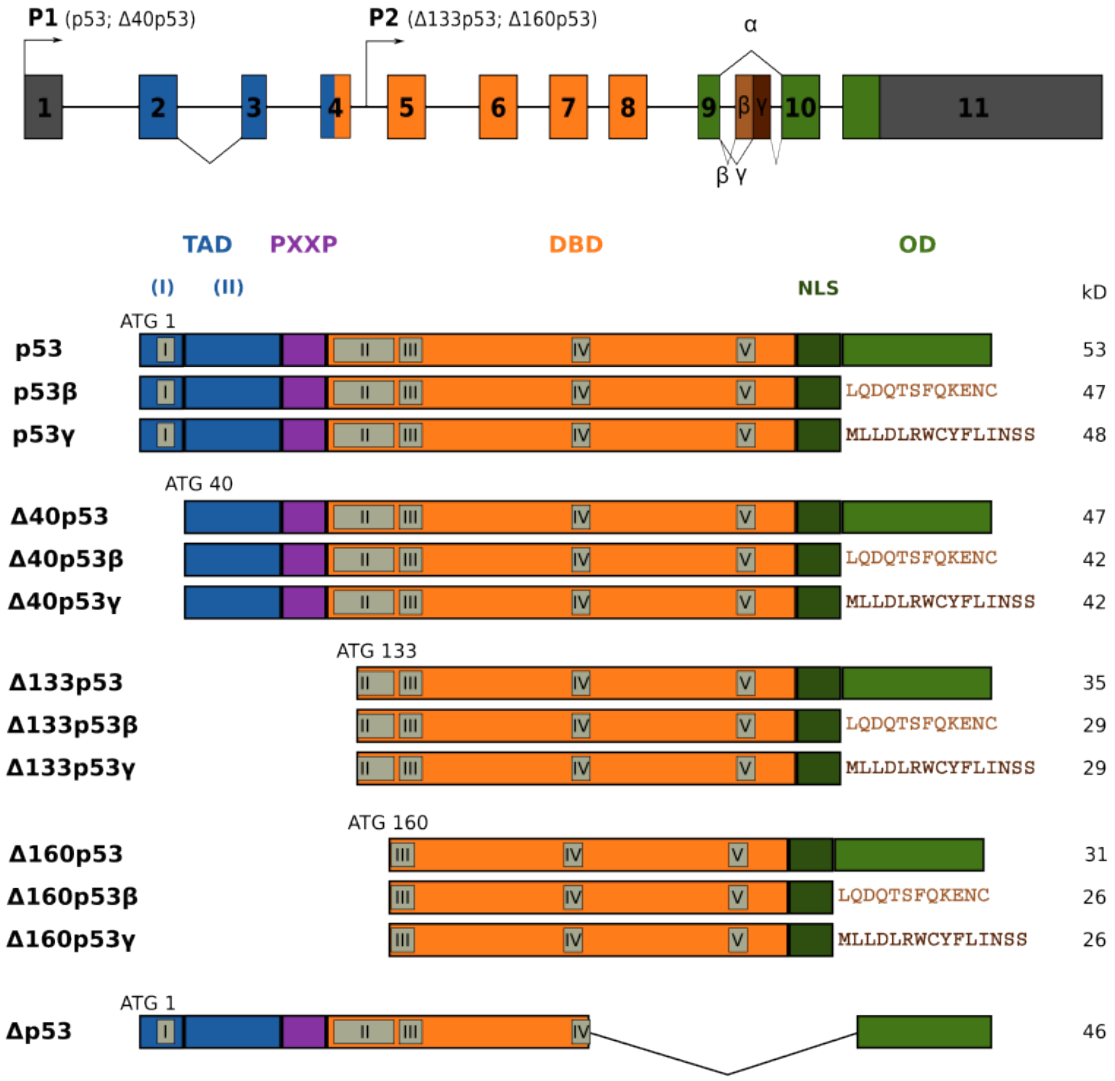 P1 (p53; Δ40p53) P2 (Δ133p53; Δ160p53)
α
1 2 3 4 5 6 7 8 9 β γ 10 11
β γ
TAD PXXP DBD OD
(I) (II) NLS kD
ATG 1
p53 I II III IV V 53
p53β I II III IV V LQDQTSFQKENC 47
p53γ I II III IV V MLLDLRWCYFLINSS 48
ATG 40
Δ40p53 II III IV V 47
Δ40p53β II III IV V LQDQTSFQKENC 42
Δ40p53γ II III IV V MLLDLRWCYFLINSS 42
ATG 133
Δ133p53 II III IV V 35
Δ133p53β II III IV V LQDQTSFQKENC 29
Δ133p53γ II III IV V MLLDLRWCYFLINSS 29
ATG 160
Δ160p53 III IV V 31
Δ160p53β III IV V LQDQTSFQKENC 26
Δ160p53γ III IV V MLLDLRWCYFLINSS 26
ATG 1
Δp53 I II III IV 46